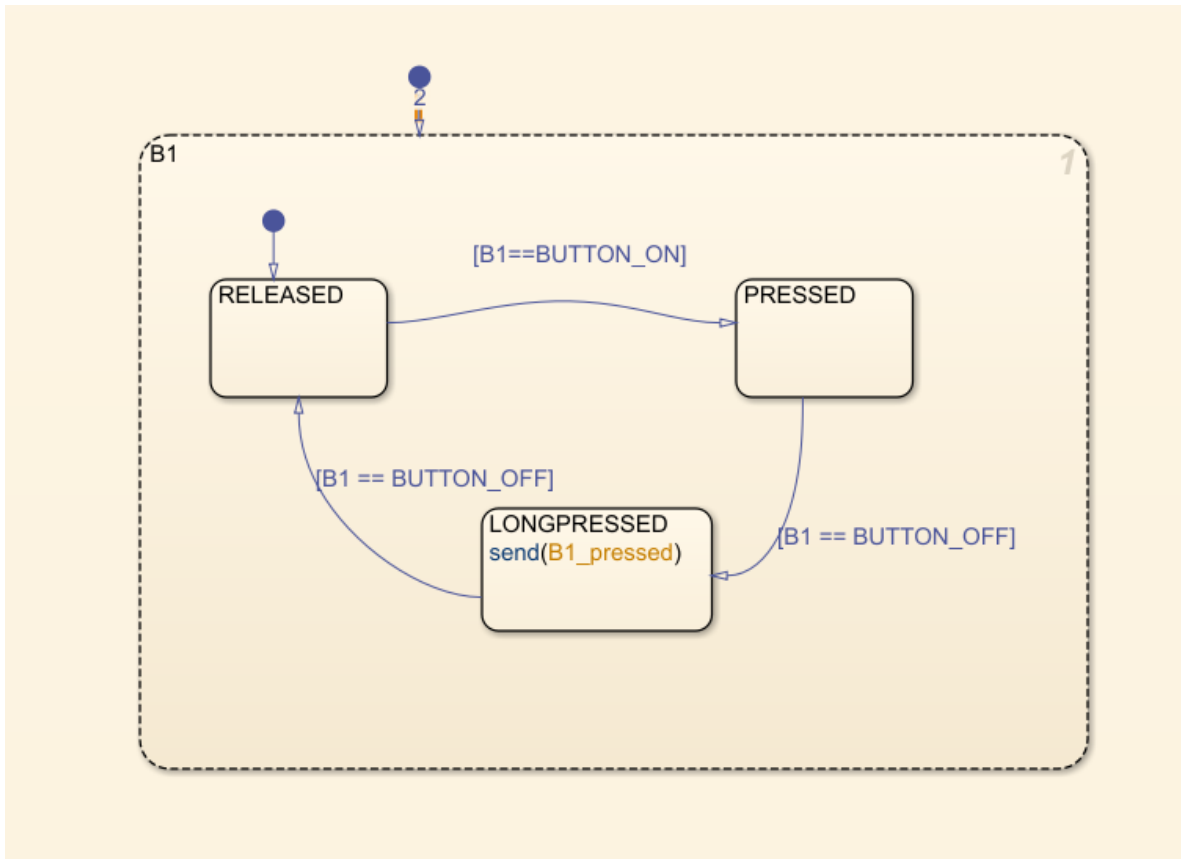 2
B1
1
[B1==BUTTON_ON]
RELEASED
PRESSED
[B1 == BUTTON_OFF]
LONGPRESSED
send(B1_pressed)
[B1 == BUTTON_OFF]